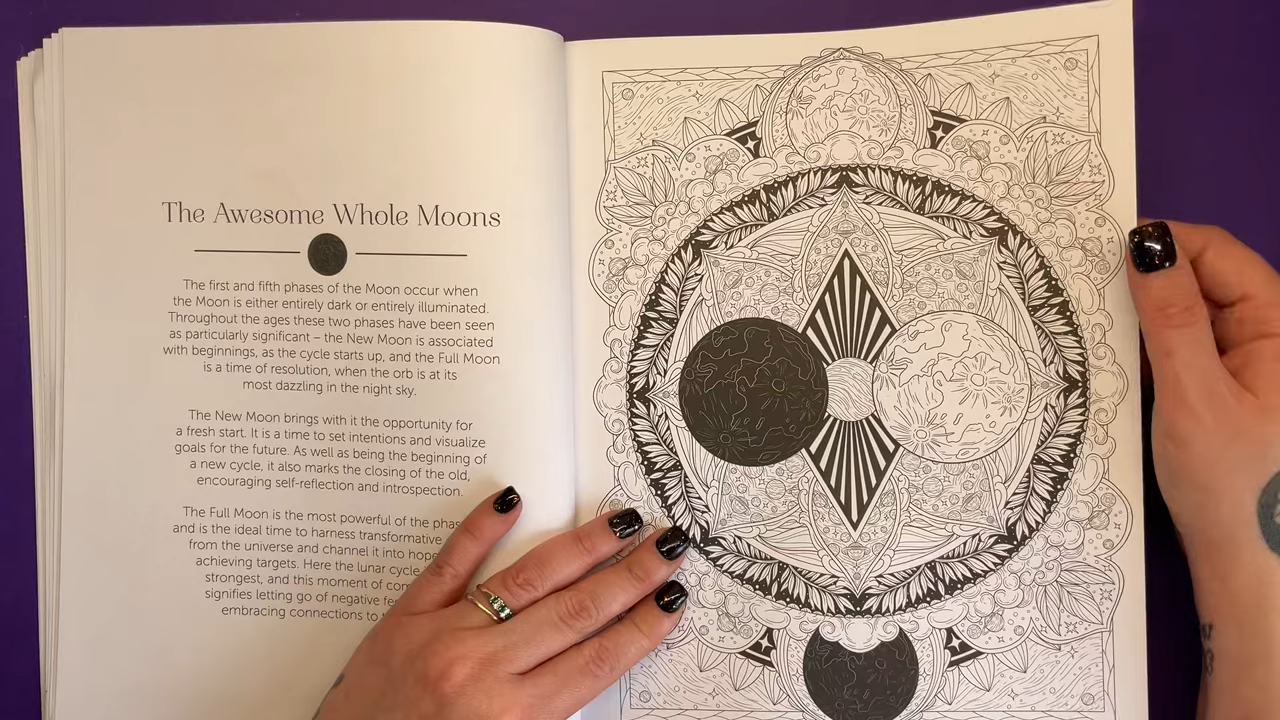 The Awesome Whole Moons
The first and fifth phases of the Moon occur when
the Moon is either entirely dark or entirely illuminated.
Throughout the ages these two phases have been seen
as particularly significant – the New Moon is associated
with beginnings, as the cycle starts up, and the Full Moon
is a time of resolution, when the orb is at its
most dazzling in the night sky.
The New Moon brings with it the opportunity for
a fresh start. It is a time to set intentions and visualize
goals for the future. As well as being the beginning of
a new cycle, it also marks the closing of the old,
encouraging self-reflection and introspection.
The Full Moon is the most powerful of the
and is the ideal time to harness transformative
from the universe and channel it into
achieving targets. Here the lunar cycle
strongest, and this moment of
signifies letting go of negative
embracing connections to